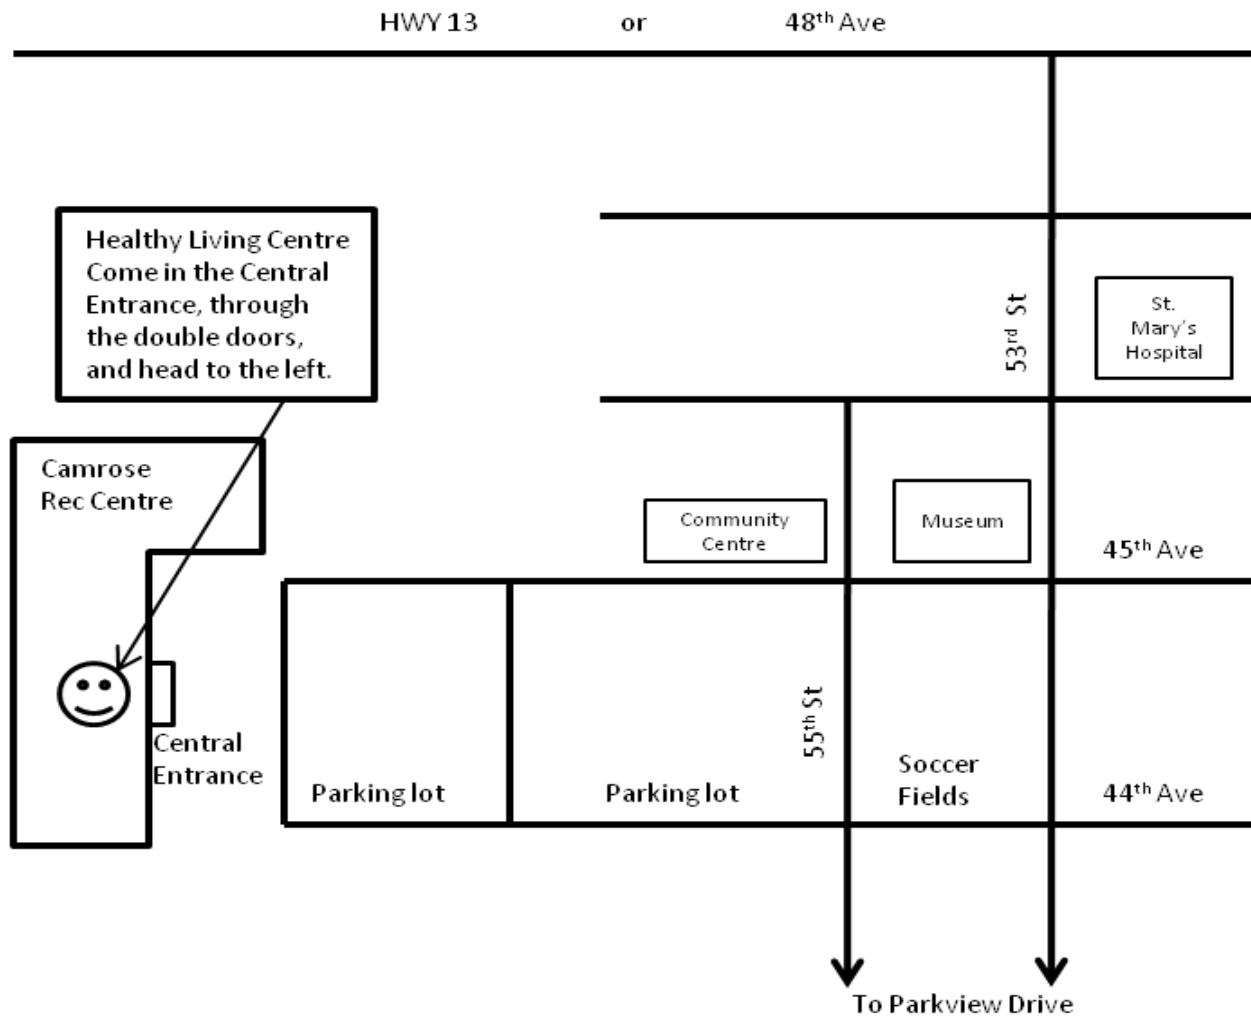 HWY 13 or 48th Ave
Healthy Living Centre
Come in the Central
Entrance, through
the double doors,
and head to the left.
53rd St
St.
Mary's
Hospital
Camrose
Rec Centre
Community
Centre
Museum
45th Ave
55th St
Central
Entrance
Parking lot
Parking lot
Soccer
Fields
44th Ave
To Parkview Drive